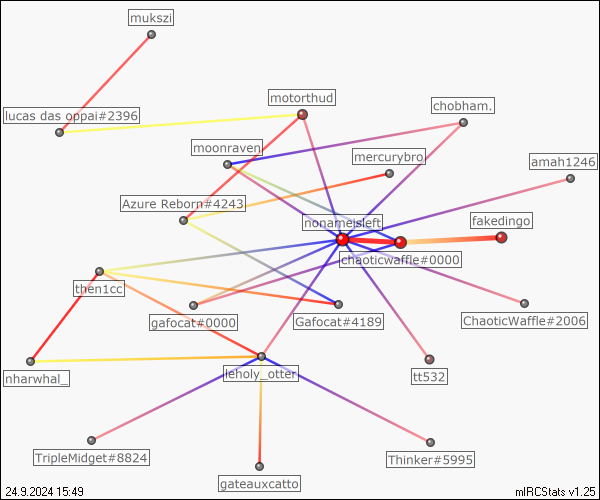 mukszi
motorthud
chobham.
lucas das oppai#2396
moonraven
mercurybro
amah1246
Azure Reborn#4243
nonameisleft
fakedingo
chaoticwaffle#0000
then1cc
gafocat#0000
Gafocat#4189
ChaoticWaffle#2006
nharwhal_
leholy_otter
tt532
TripleMidget#8824
Thinker#5995
gateauxcatto
24.9.2024 15:49
mIRCStats v1.25